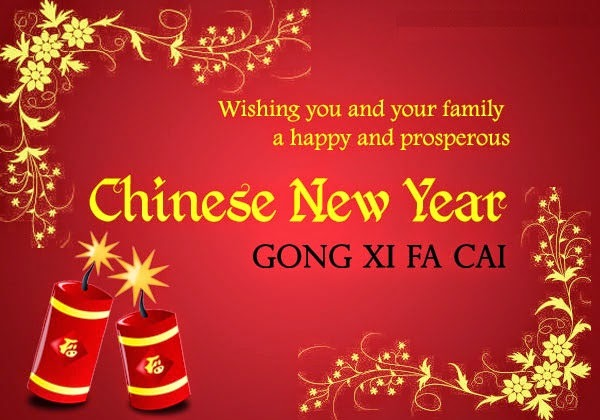 Wishing you and your family
a happy and prosperous
Chinese New Year
GONG XI FA CAI